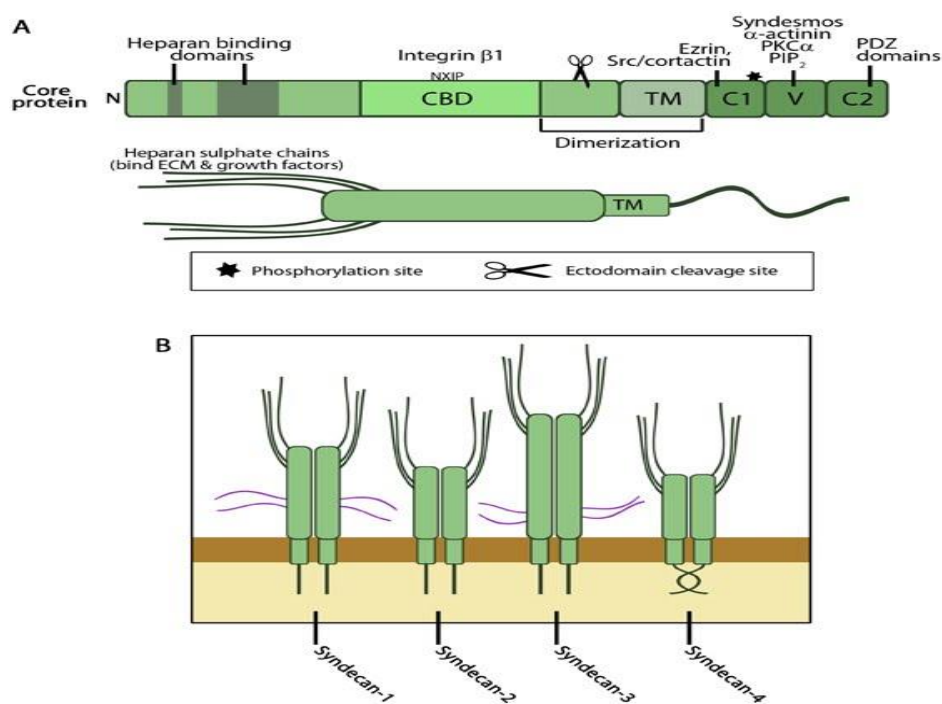 A
Heparan binding
domains
Integrin β1
NXIP
Ezrin,
Src/cortactin
Syndesmos
α-actinin
PKCα
PIP2
PDZ
domains
Core
protein
N
CBD
TM
C1
V
C2
Dimerization
Heparan sulphate chains
(bind ECM & growth factors)
TM
Phosphorylation site
Ectodomain cleavage site
B
Syndecan-1
Syndecan-2
Syndecan-3
Syndecan-4